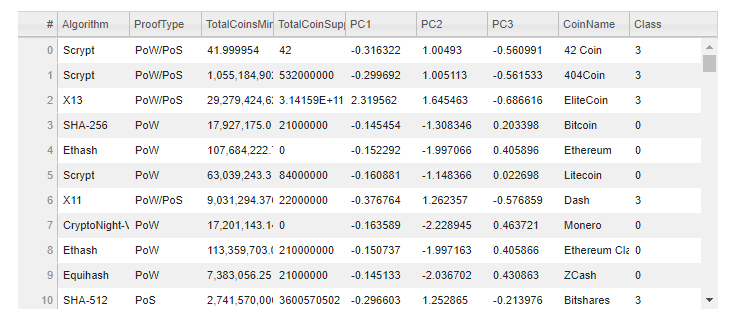 # Algorithm ProofType TotalCoinsMin TotalCoinSupp PC1 PC2 PC3 CoinName Class
0 Scrypt PoW/PoS 41.999954 42 -0.316322 1.00493 -0.560991 42 Coin 3
1 Scrypt PoW/PoS 1,055,184,902 532000000 -0.299692 1.005113 -0.561533 404Coin 3
2 X13 PoW/PoS 29,279,424,62 3.14159E+11 2.319562 1.645463 -0.686616 EliteCoin 3
3 SHA-256 PoW 17,927,175.0 21000000 -0.145454 -1.308346 0.203398 Bitcoin 0
4 Ethash PoW 107,684,222. 0 -0.152292 -1.997066 0.405896 Ethereum 0
5 Scrypt PoW 63,039,243.3 84000000 -0.160881 -1.148366 0.022698 Litecoin 0
6 X11 PoW/PoS 9,031,294.37 22000000 -0.376764 1.262357 -0.576859 Dash 3
7 CryptoNight-V PoW 17,201,143.1 0 -0.163589 -2.228945 0.463721 Monero 0
8 Ethash PoW 113,359,703.0 210000000 -0.150737 -1.997163 0.405866 Ethereum Cla 0
9 Equihash PoW 7,383,056.25 21000000 -0.145133 -2.036702 0.430863 ZCash 0
10 SHA-512 PoS 2,741,570,00 3600570502 -0.296603 1.252865 -0.213976 Bitshares 3